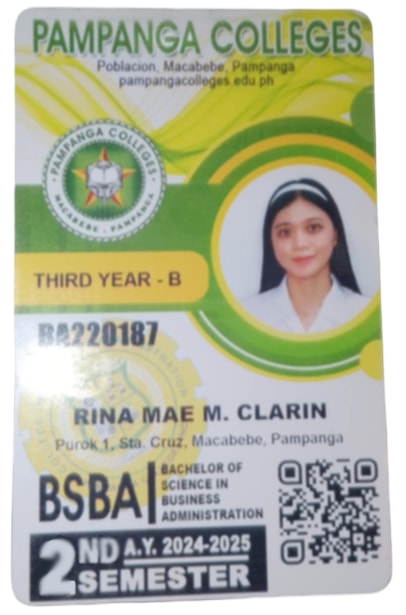 PAMPANGA COLLEGES
Poblacion, Macabebe, Pampanga
pampangacolleges.edu.ph
PAMPANGA COLLEGES
MACABEBE, PAMPANGA
THIRD YEAR - B
BA220187
RINA MAE M. CLARIN
Purok 1, Sta. Cruz, Macabebe, Pampanga
BSBA
BACHELOR OF
SCIENCE IN
BUSINESS
ADMINISTRATION
2ND A.Y. 2024-2025
SEMESTER